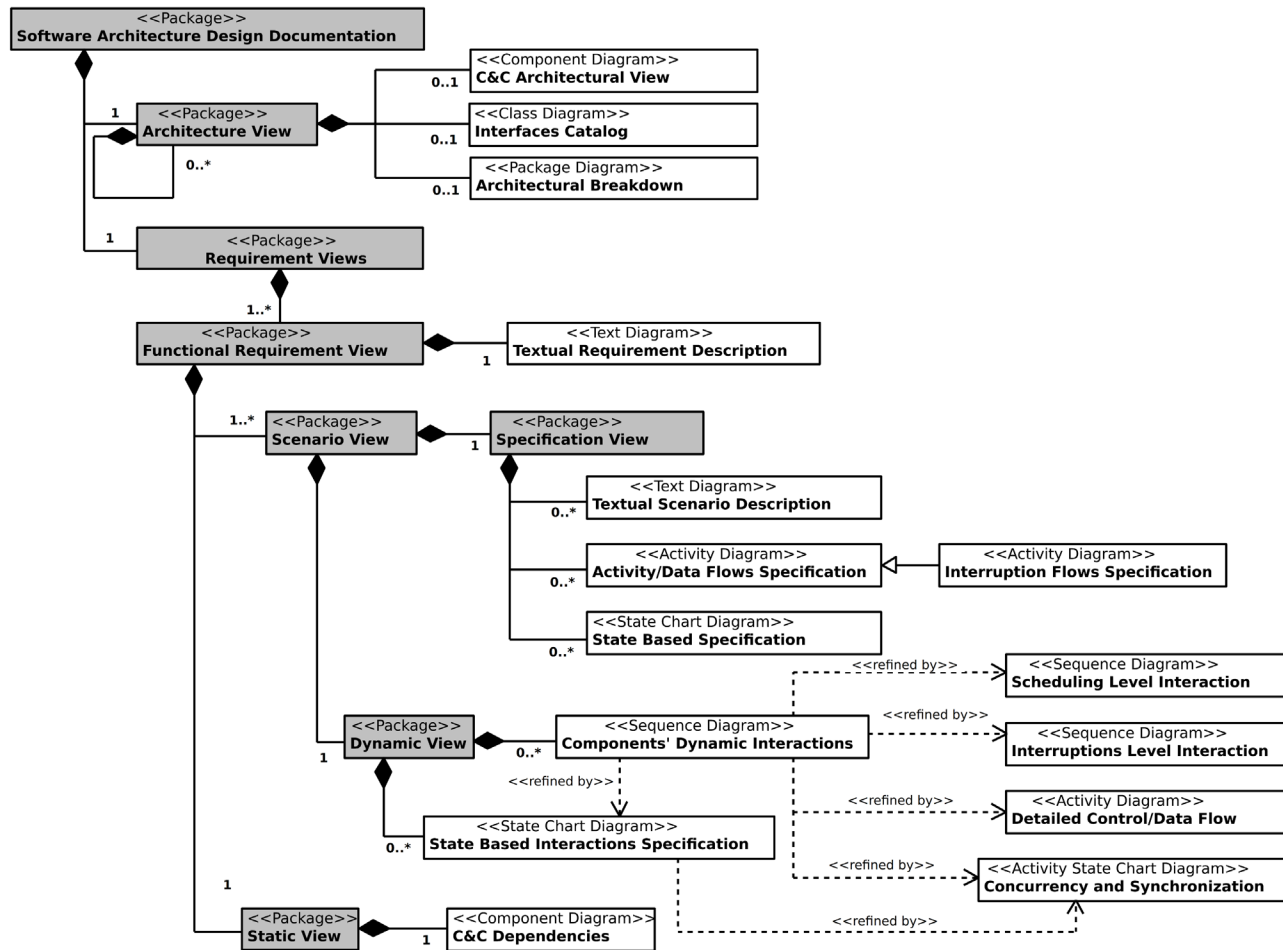 <<Package>>
Software Architecture Design Documentation
<<Component Diagram>>
C&C Architectural View
0..1
1
<<Package>>
Architecture View
0..*
<<Class Diagram>>
Interfaces Catalog
0..1
<<Package Diagram>>
Architectural Breakdown
0..1
1
<<Package>>
Requirement Views
1..*
<<Package>>
Functional Requirement View
1
<<Text Diagram>>
Textual Requirement Description
1..*
<<Package>>
Scenario View
1
<<Package>>
Specification View
<<Text Diagram>>
Textual Scenario Description
0..*
<<Activity Diagram>>
Activity/Data Flows Specification
0..*
<<Activity Diagram>>
Interruption Flows Specification
<<State Chart Diagram>>
State Based Specification
0..*
<<refined by>>
<<Sequence Diagram>>
Scheduling Level Interaction
1
<<Package>>
Dynamic View
0..*
<<Sequence Diagram>>
Components' Dynamic Interactions
<<refined by>>
<<Sequence Diagram>>
Interruptions Level Interaction
<<refined by>>
<<refined by>>
<<Activity Diagram>>
Detailed Control/Data Flow
0..*
<<State Chart Diagram>>
State Based Interactions Specification
<<refined by>>
<<Activity State Chart Diagram>>
Concurrency and Synchronization
<<refined by>>
1
<<Package>>
Static View
1
<<Component Diagram>>
C&C Dependencies